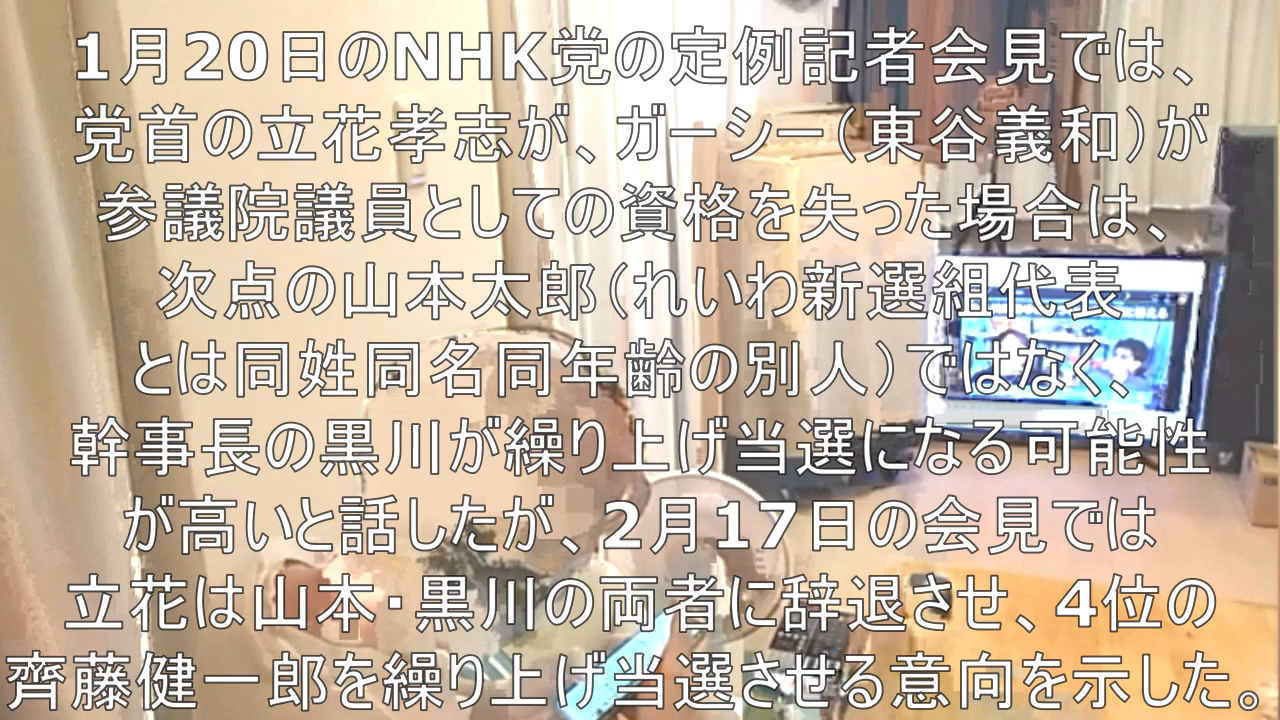 1月20日のNHK党の定例記者会見では、
党首の立花孝志が、ガーシー（東谷義和）が
参議院議員としての資格を失った場合は、
次点の山本太郎（れいわ新選組代表
とは同姓同名同年齢の別人）ではなく、
幹事長の黒川が繰り上げ当選になる可能性
が高いと話したが、2月17日の会見では
立花は山本・黒川の両者に辞退させ、4位の
齊藤健一郎を繰り上げ当選させる意向を示した。